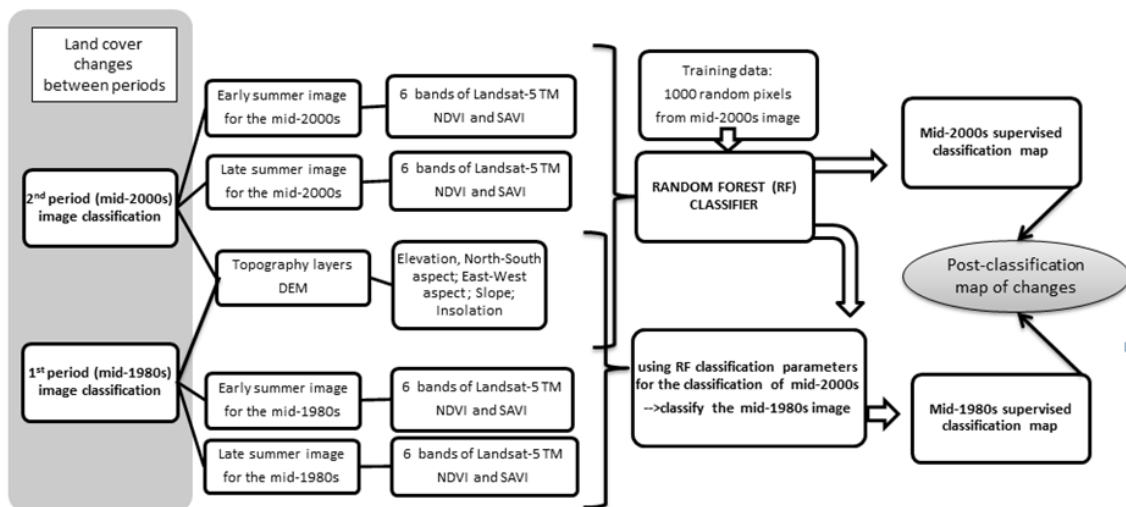 Land cover
changes
between periods
2nd period (mid-2000s)
image classification
1st period (mid-1980s)
image classification
Early summer image
for the mid-2000s
6 bands of Landsat-5 TM
NDVI and SAVI
Late summer image
for the mid-2000s
6 bands of Landsat-5 TM
NDVI and SAVI
Topography layers
DEM
Elevation, North-South
aspect; East-West
aspect ; Slope;
Insolation
Early summer image
for the mid-1980s
6 bands of Landsat-5 TM
NDVI and SAVI
Late summer image
for the mid-1980s
6 bands of Landsat-5 TM
NDVI and SAVI
Training data:
1000 random pixels
from mid-2000s image
RANDOM FOREST (RF)
CLASSIFIER
using RF classification parameters
for the classification of mid-2000s
-->classify the mid-1980s image
Mid-2000s supervised
classification map
Post-classification
map of changes
Mid-1980s supervised
classification map